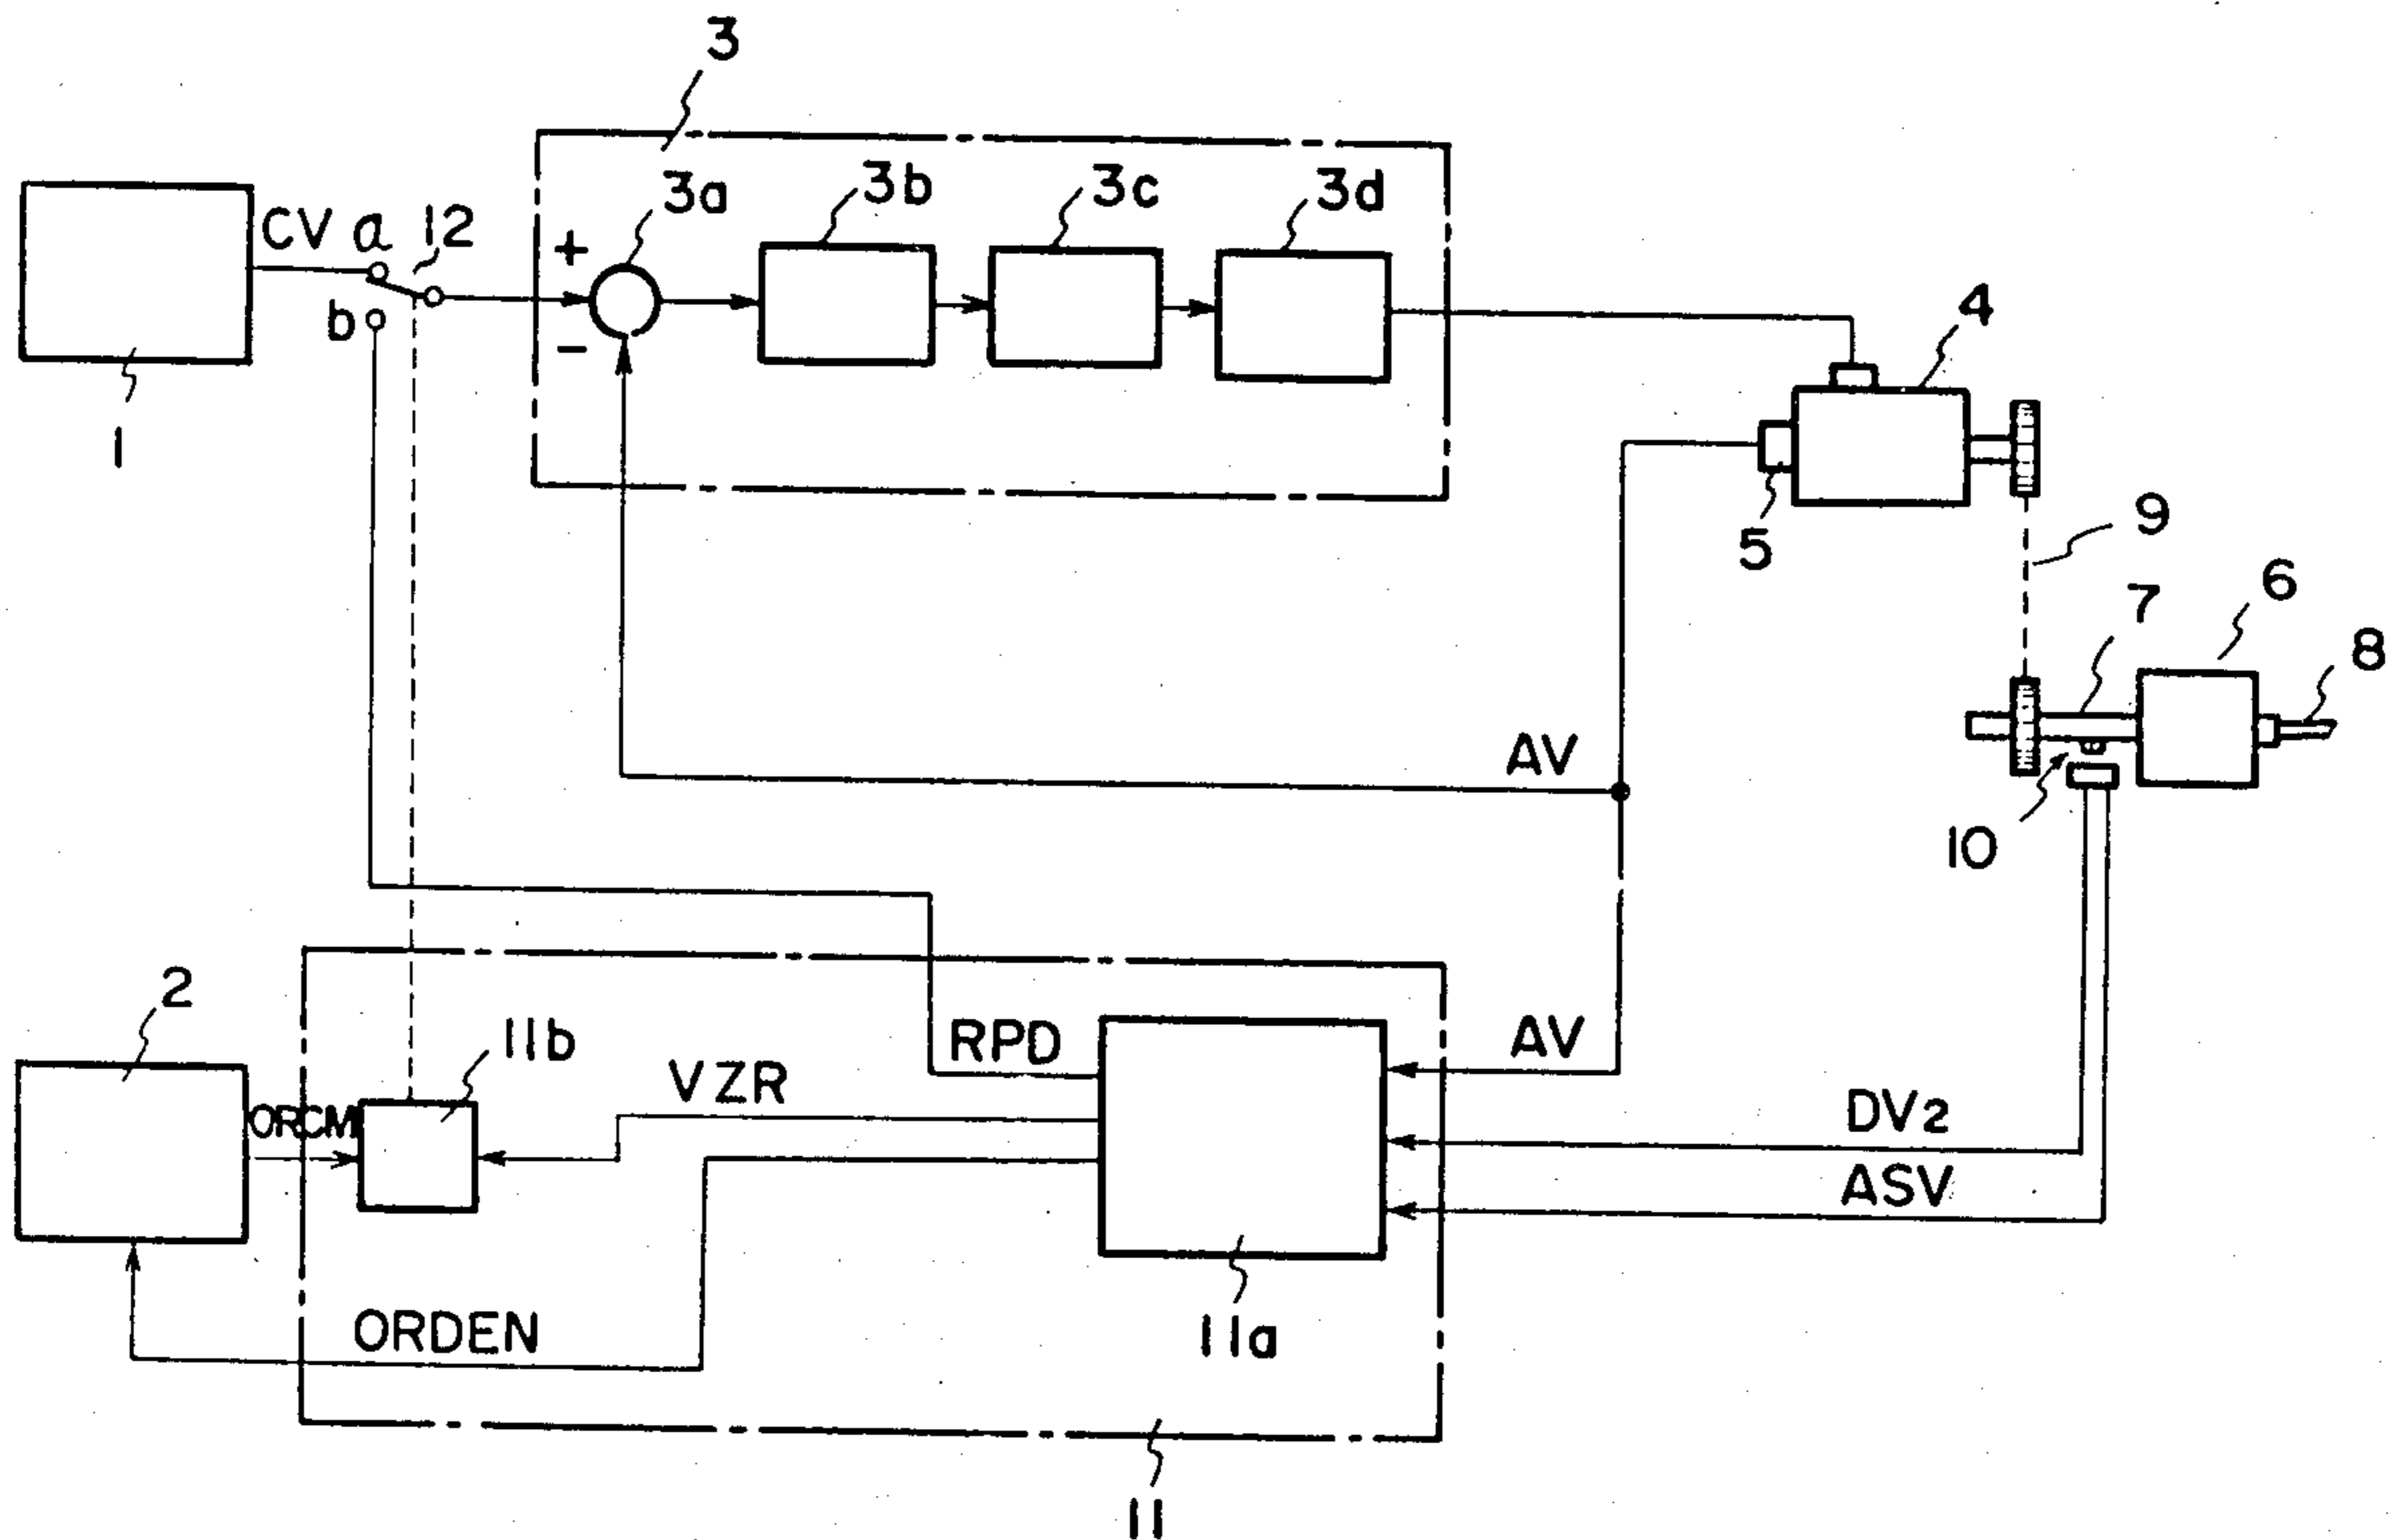 3
3a
3b
3c
3d
CV
a
12
+
b
-
4
1
5
9
6
7
8
AV
10
2
11b
RPD
AV
VZR
ORCM
DV2
ASV
ORDEN
11a
11